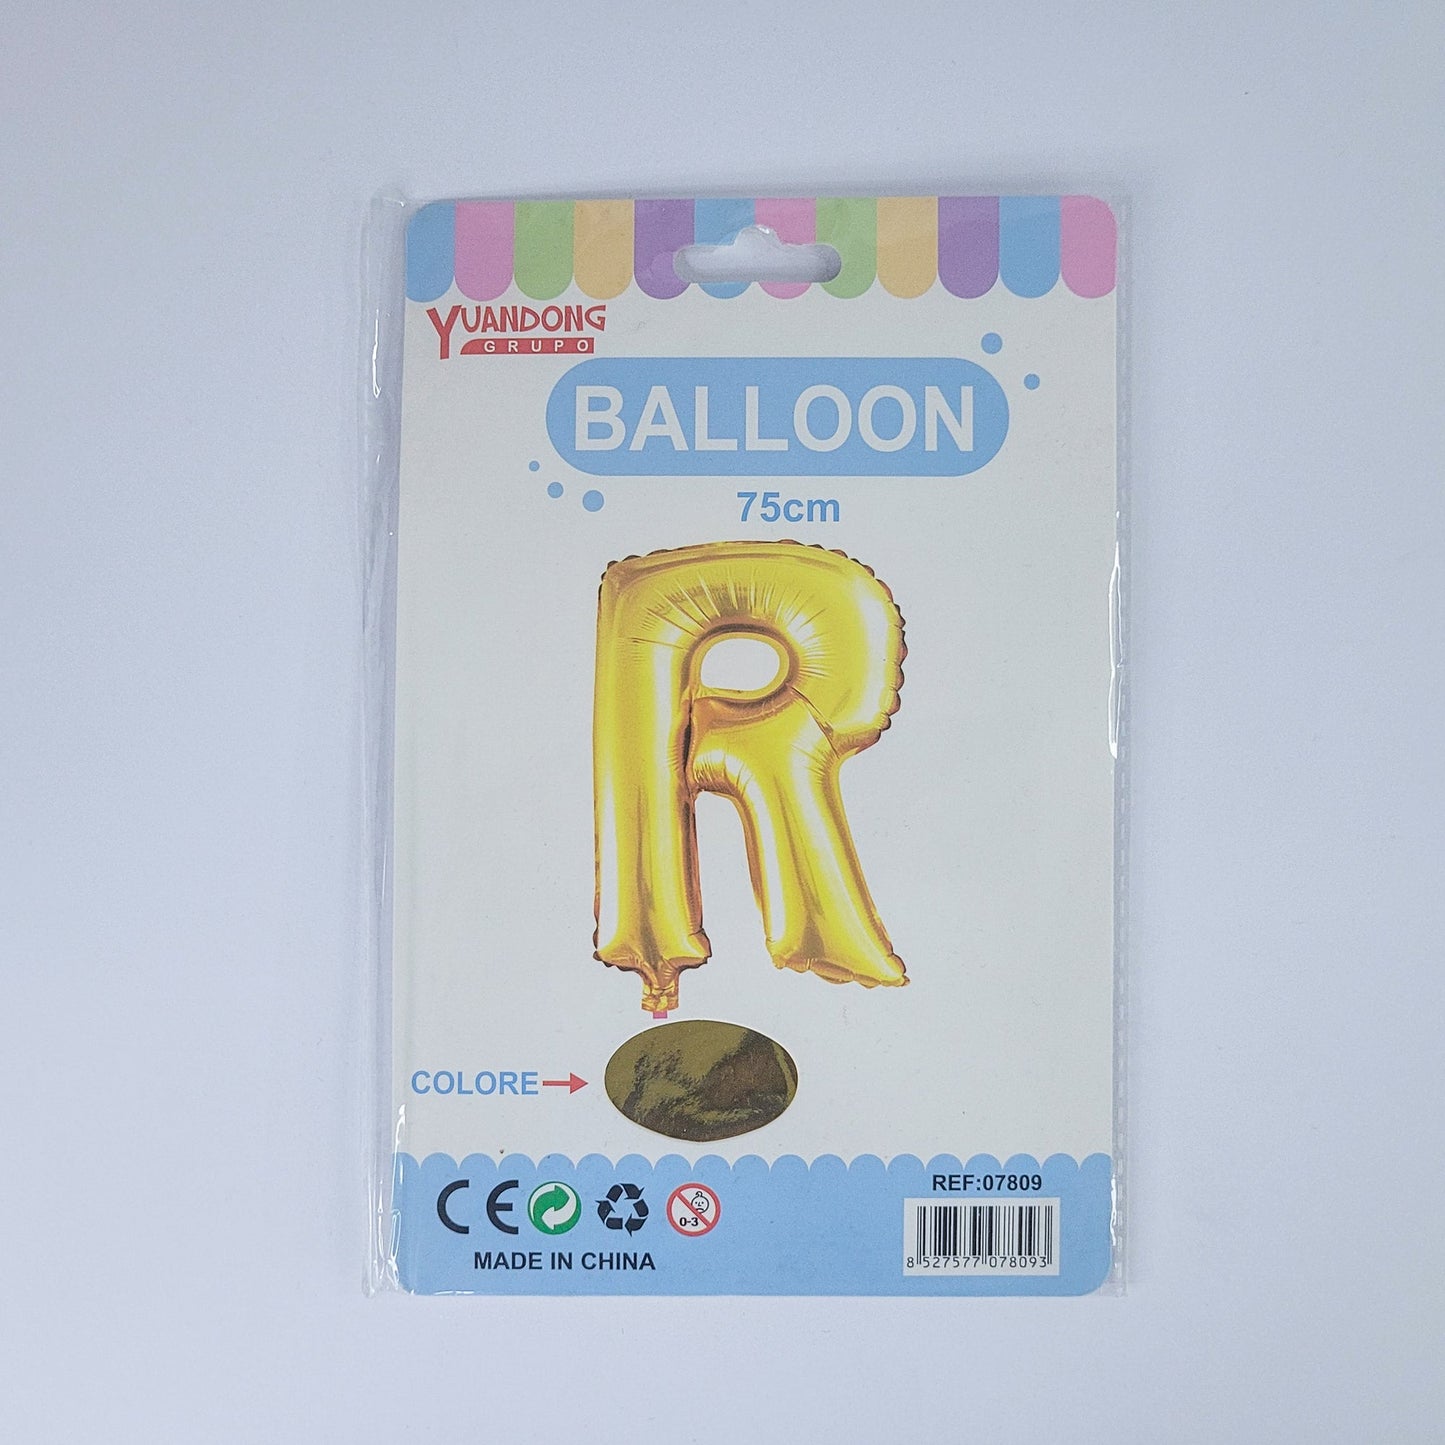 YUANDONG
GRUPO
BALLOON
75cm
R
COLORE
REF:07809
CE
0-3
MADE IN CHINA
8 527577 078093